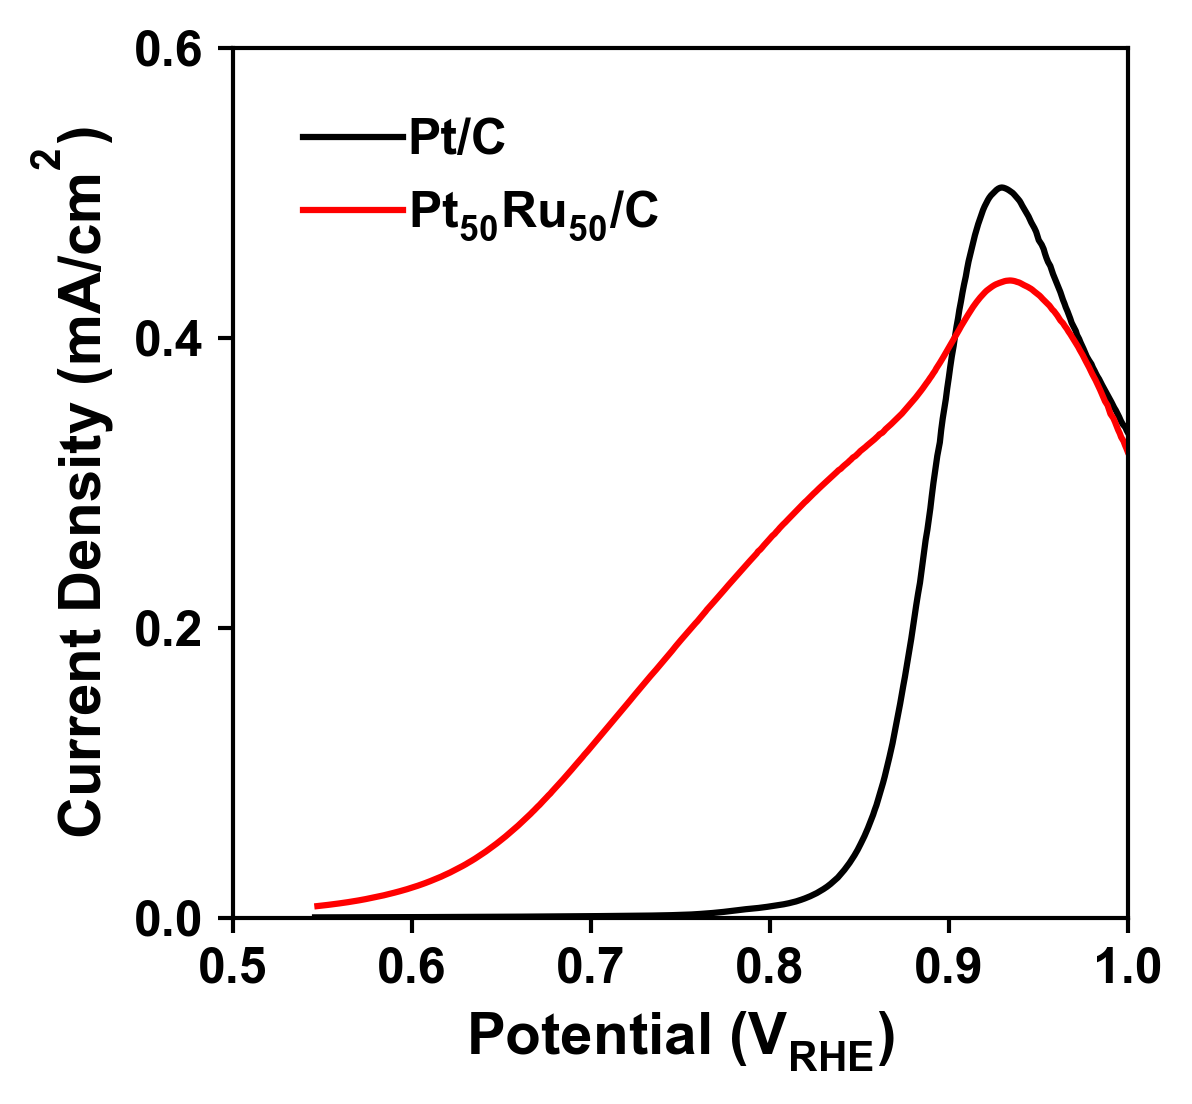 0.6
0.4
0.2
0.0
Current Density (mA/cm²)
Pt/C
Pt₅₀Ru₅₀/C
0.5 0.6 0.7 0.8 0.9 1.0
Potential (V_RHE)